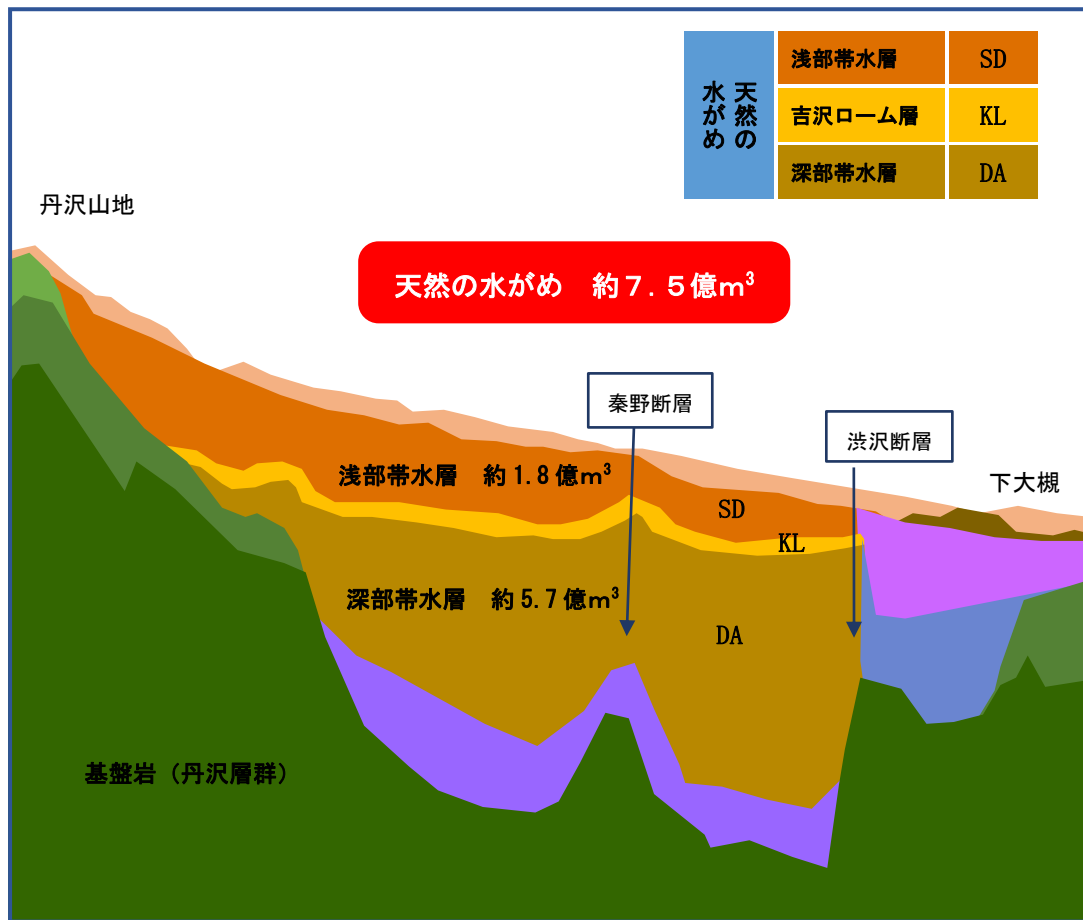 天然の水がめ
浅部帯水層 SD
吉沢ローム層 KL
深部帯水層 DA
丹沢山地
天然の水がめ 約7.5億m³
秦野断層
渋沢断層
下大槻
浅部帯水層 約1.8億m³
SD
KL
深部帯水層 約5.7億m³
DA
基盤岩（丹沢層群）